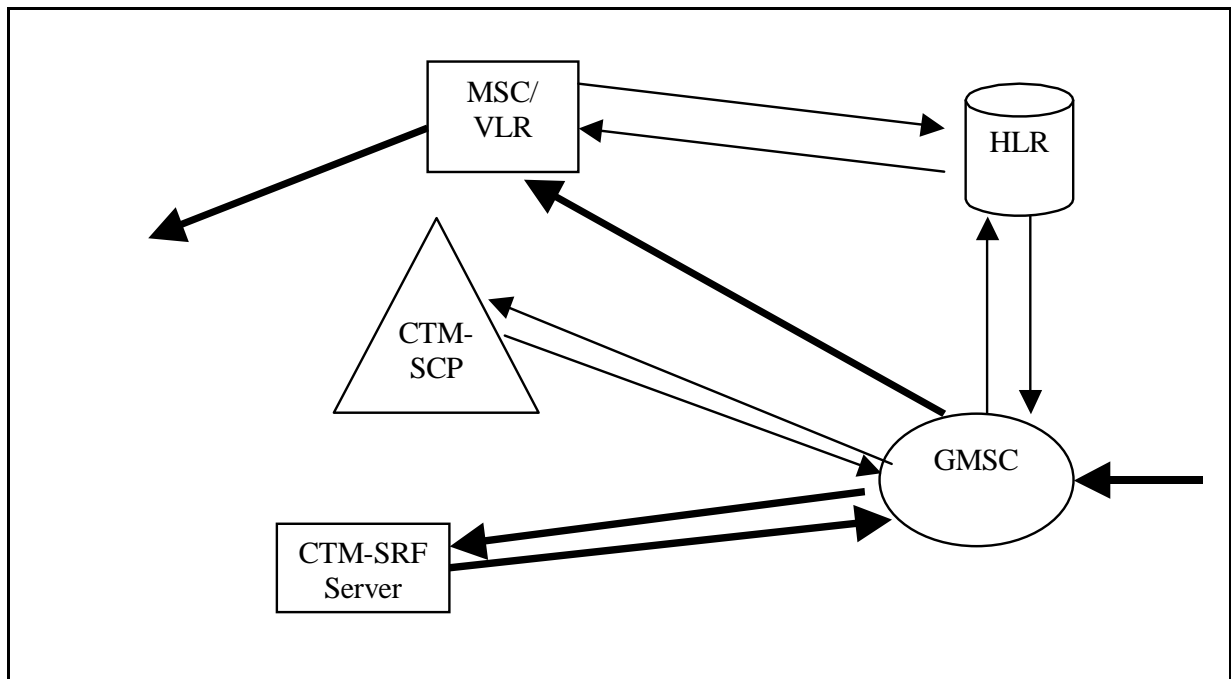 MSC/
VLR
HLR
CTM-
SCP
GMSC
CTM-SRF
Server